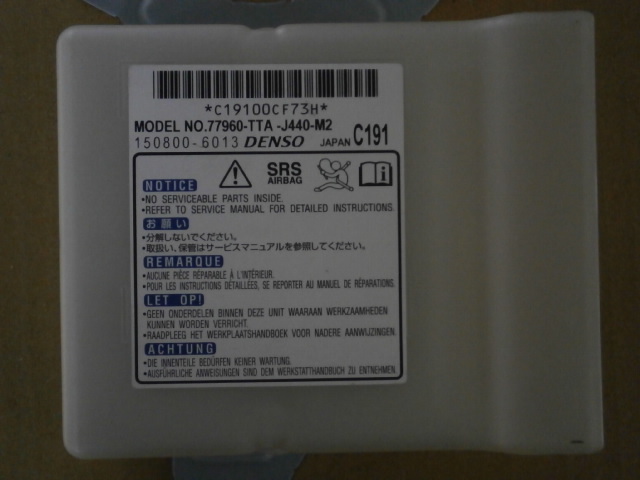 *C19100CF73H*
MODEL NO.77960-TTA -J440-M2
150800-6013 DENSO JAPAN C191
SRS
AIRBAG
NOTICE
•NO SERVICEABLE PARTS INSIDE.
•REFER TO SERVICE MANUAL FOR DETAILED INSTRUCTIONS.
お願い
•分解しないでください。
•取扱い、保管はサービスマニュアルを参照してください。
REMARQUE
•AUCUNE PIÈCE RÉPARABLE À L'INTÉRIEUR.
•POUR LES INSTRUCTIONS DÉTAILLÉES, SE REPORTER AU MANUEL DE RÉPARATIONS
LET OP!
•GEEN ONDERDELEN BINNEN DEZE UNIT WAARAAN WERKZAAMHEDEN
KUNNEN WORDEN VERRICHT.
•RAADPLEEG HET WERKPLAATSHANDBOEK VOOR NADERE AANWIJZINGEN.
ACHTUNG
•DIE INNENTEILE BEDÜRFEN KEINER WARTUNG.
•AUSFÜHRLICHE ANWEISUNGEN SIND DEM WERKSTATTHANDBUCH ZU ENTNEHMEN